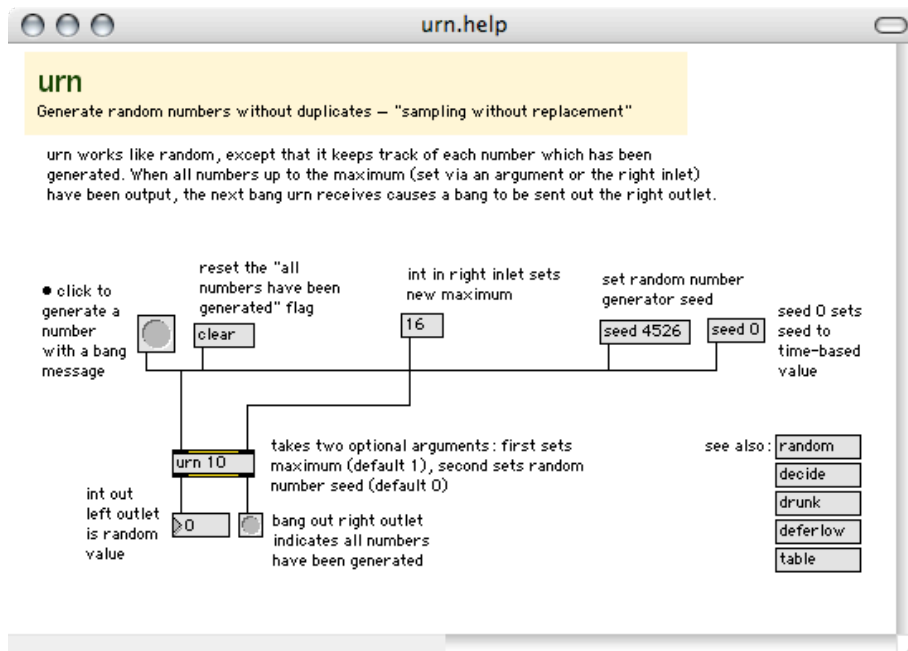 urn.help
urn
Generate random numbers without duplicates – "sampling without replacement"
urn works like random, except that it keeps track of each number which has been
generated. When all numbers up to the maximum (set via an argument or the right inlet)
have been output, the next bang urn receives causes a bang to be sent out the right outlet.
● click to
generate a
number
with a bang
message
reset the "all
numbers have been
generated" flag
clear
int in right inlet sets
new maximum
16
set random number
generator seed
seed 4526
seed 0
seed 0 sets
seed to
time-based
value
urn 10
takes two optional arguments: first sets
maximum (default 1), second sets random
number seed (default 0)
see also:
random
decide
drunk
deferlow
table
int out
left outlet
is random
value
0
bang out right outlet
indicates all numbers
have been generated